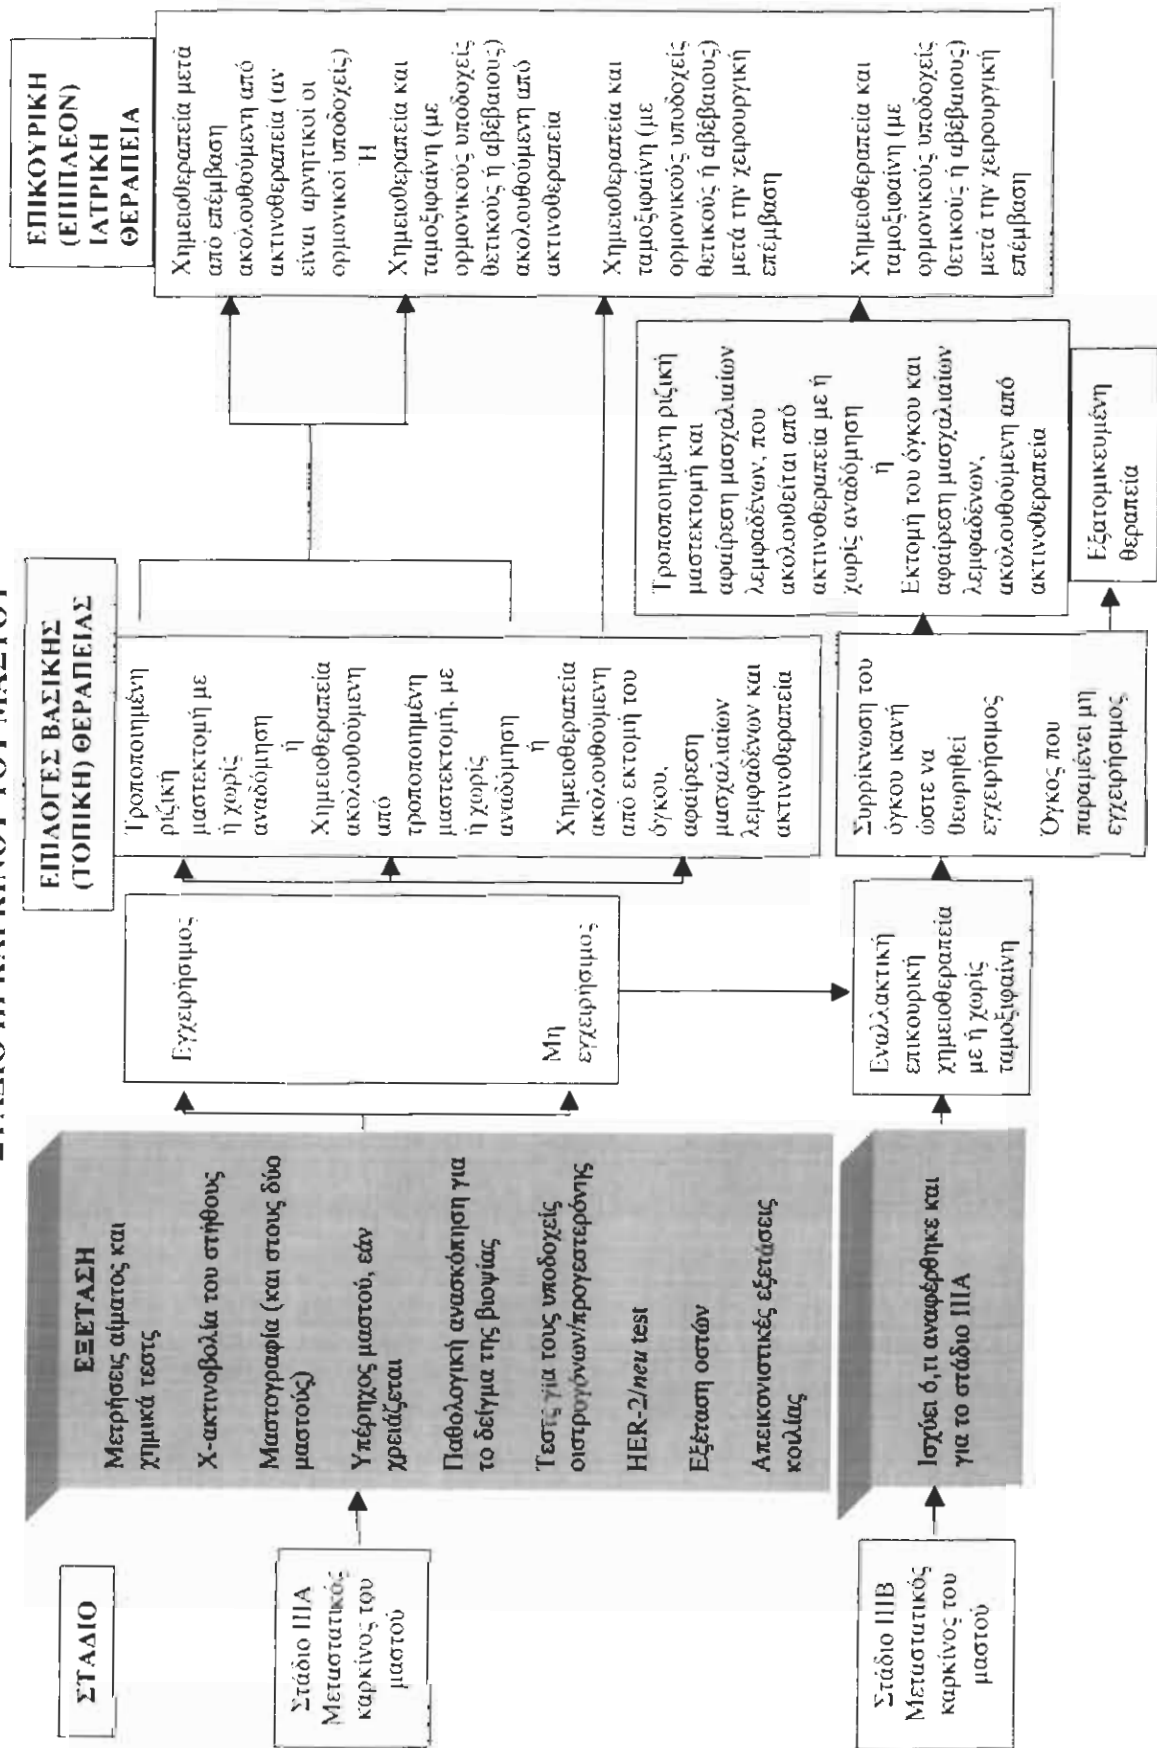 ΣΤΑΔΙΟ
Στάδιο ΙΙΙΑ
Μεταστατικός
καρκίνος του
μαστού
Στάδιο ΙΙΙΒ
Μεταστατικός
καρκίνος του
μαστού
ΕΞΕΤΑΣΗ
Μετρήσεις αίματος και
χημικά τεστς
Χ-ακτινοβολία του στήθους
Μαστογραφία (και στους δύο
μαστούς)
Υπέρηχος μαστού, εάν
χρειάζεται
Παθολογική ανασκόπηση για
το δείγμα της βιοψίας
Τεστς για τους υποδοχείς
οιστρογόνων/προγεστερόνης
HER-2/neu test
Εξέταση οστών
Απεικονιστικές εξετάσεις
κοιλίας
Ισχύει ό,τι αναφέρθηκε και
για το στάδιο ΙΙΙΑ
Εγχειρήσιμος
Μη
εγχειρήσιμος
Εναλλακτική
επικουρική
χημειοθεραπεία
με ή χωρίς
ταμοξιφαίνη
ΕΠΙΛΟΓΕΣ ΒΑΣΙΚΗΣ
(ΤΟΠΙΚΗ) ΘΕΡΑΠΕΙΑΣ
Τροποποιημένη
ριζική
μαστεκτομή με
ή χωρίς
αναδόμηση
ή
Χημειοθεραπεία
ακολουθούμενη
από
τροποποιημένη
μαστεκτομή, με
ή χωρίς
αναδόμηση
ή
Χημειοθεραπεία
ακολουθούμενη
από εκτομή του
όγκου,
αφαίρεση
μασχαλιαίων
λεμφαδένων και
ακτινοθεραπεία
Συρρίκνωση του
όγκου ικανή
ώστε να
θεωρηθεί
εγχειρήσιμος
Όγκος που
παραμένει μη
εγχειρήσιμος
Τροποποιημένη ριζική
μαστεκτομή και
αφαίρεση μασχαλιαίων
λεμφαδένων, που
ακολουθείται από
ακτινοθεραπεία με ή
χωρίς αναδόμηση
ή
Εκτομή του όγκου και
αφαίρεση μασχαλιαίων
λεμφαδένων,
ακολουθούμενη από
ακτινοθεραπεία
Εξατομικευμένη
θεραπεία
ΕΠΙΚΟΥΡΙΚΗ
(ΕΠΙΠΛΕΟΝ)
ΙΑΤΡΙΚΗ
ΘΕΡΑΠΕΙΑ
Χημειοθεραπεία μετά
από επέμβαση
ακολουθούμενη από
ακτινοθεραπεία (αν
είναι αρνητικοί οι
ορμονικοί υποδοχείς)
Ή
Χημειοθεραπεία και
ταμοξιφαίνη (με
ορμονικούς υποδοχείς
θετικούς ή αβέβαιους)
ακολουθούμενη από
ακτινοθεραπεία
Χημειοθεραπεία και
ταμοξιφαίνη (με
ορμονικούς υποδοχείς
θετικούς ή αβέβαιους)
μετά την χειρουργική
επέμβαση
Χημειοθεραπεία και
ταμοξιφαίνη (με
ορμονικούς υποδοχείς
θετικούς ή αβέβαιους)
μετά την χειρουργική
επέμβαση